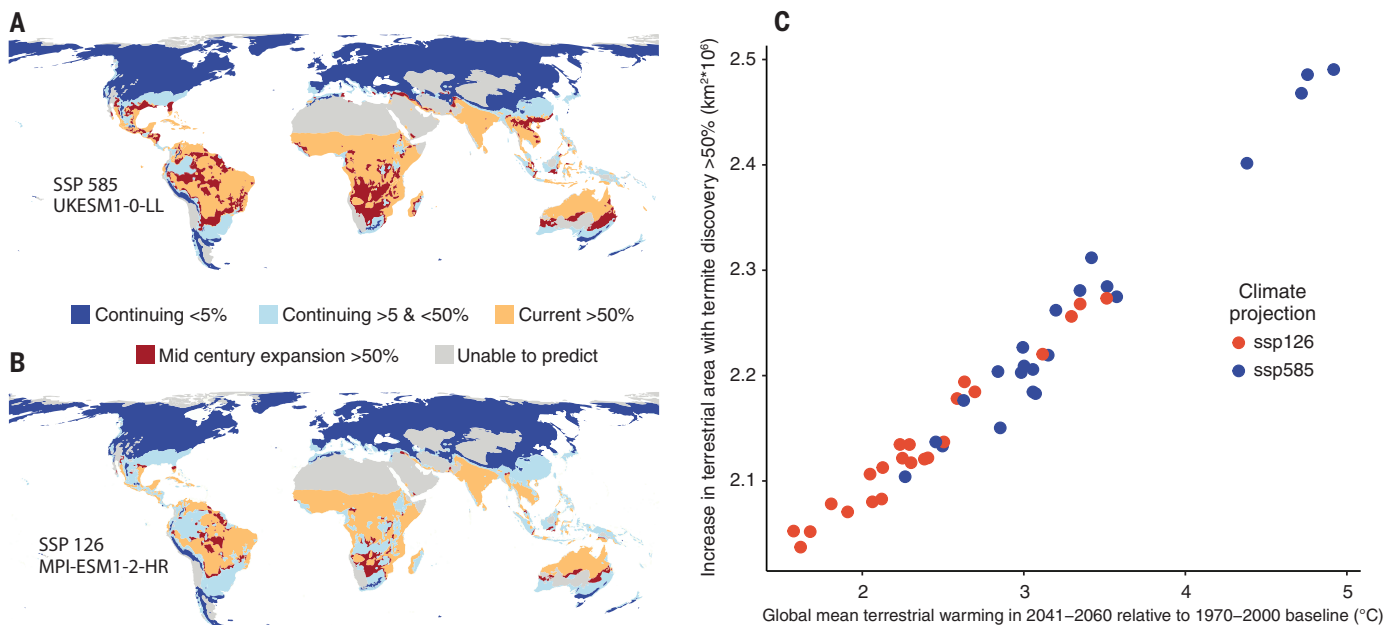 A
SSP 585
UKESM1-0-LL
Continuing <5%
Continuing >5 & <50%
Current >50%
Mid century expansion >50%
Unable to predict
B
SSP 126
MPI-ESM1-2-HR
C
Increase in terrestrial area with termite discovery >50% (km²*10⁶)
2.5
2.4
2.3
2.2
2.1
2
3
4
5
Global mean terrestrial warming in 2041–2060 relative to 1970–2000 baseline (°C)
Climate
projection
ssp126
ssp585